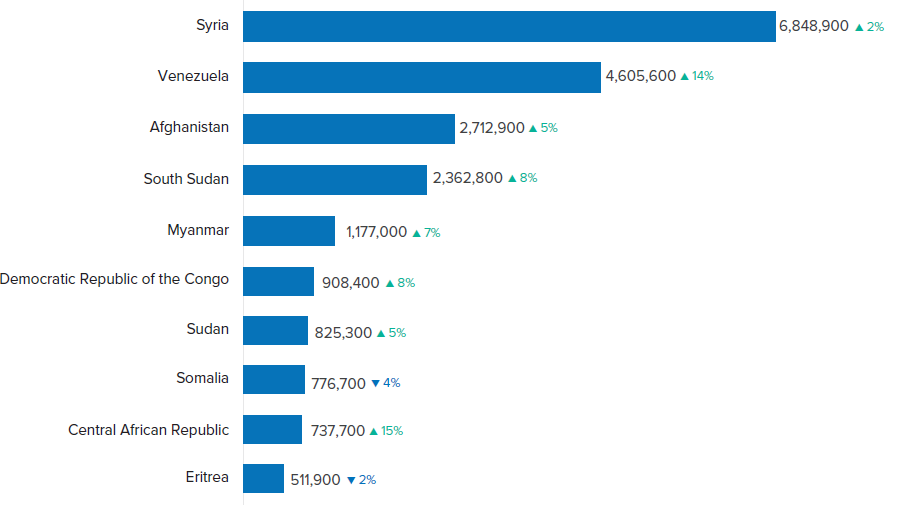 Syria 6,848,900 ▲ 2%
Venezuela 4,605,600 ▲ 14%
Afghanistan 2,712,900 ▲ 5%
South Sudan 2,362,800 ▲ 8%
Myanmar 1,177,000 ▲ 7%
Democratic Republic of the Congo 908,400 ▲ 8%
Sudan 825,300 ▲ 5%
Somalia 776,700 ▼ 4%
Central African Republic 737,700 ▲ 15%
Eritrea 511,900 ▼ 2%